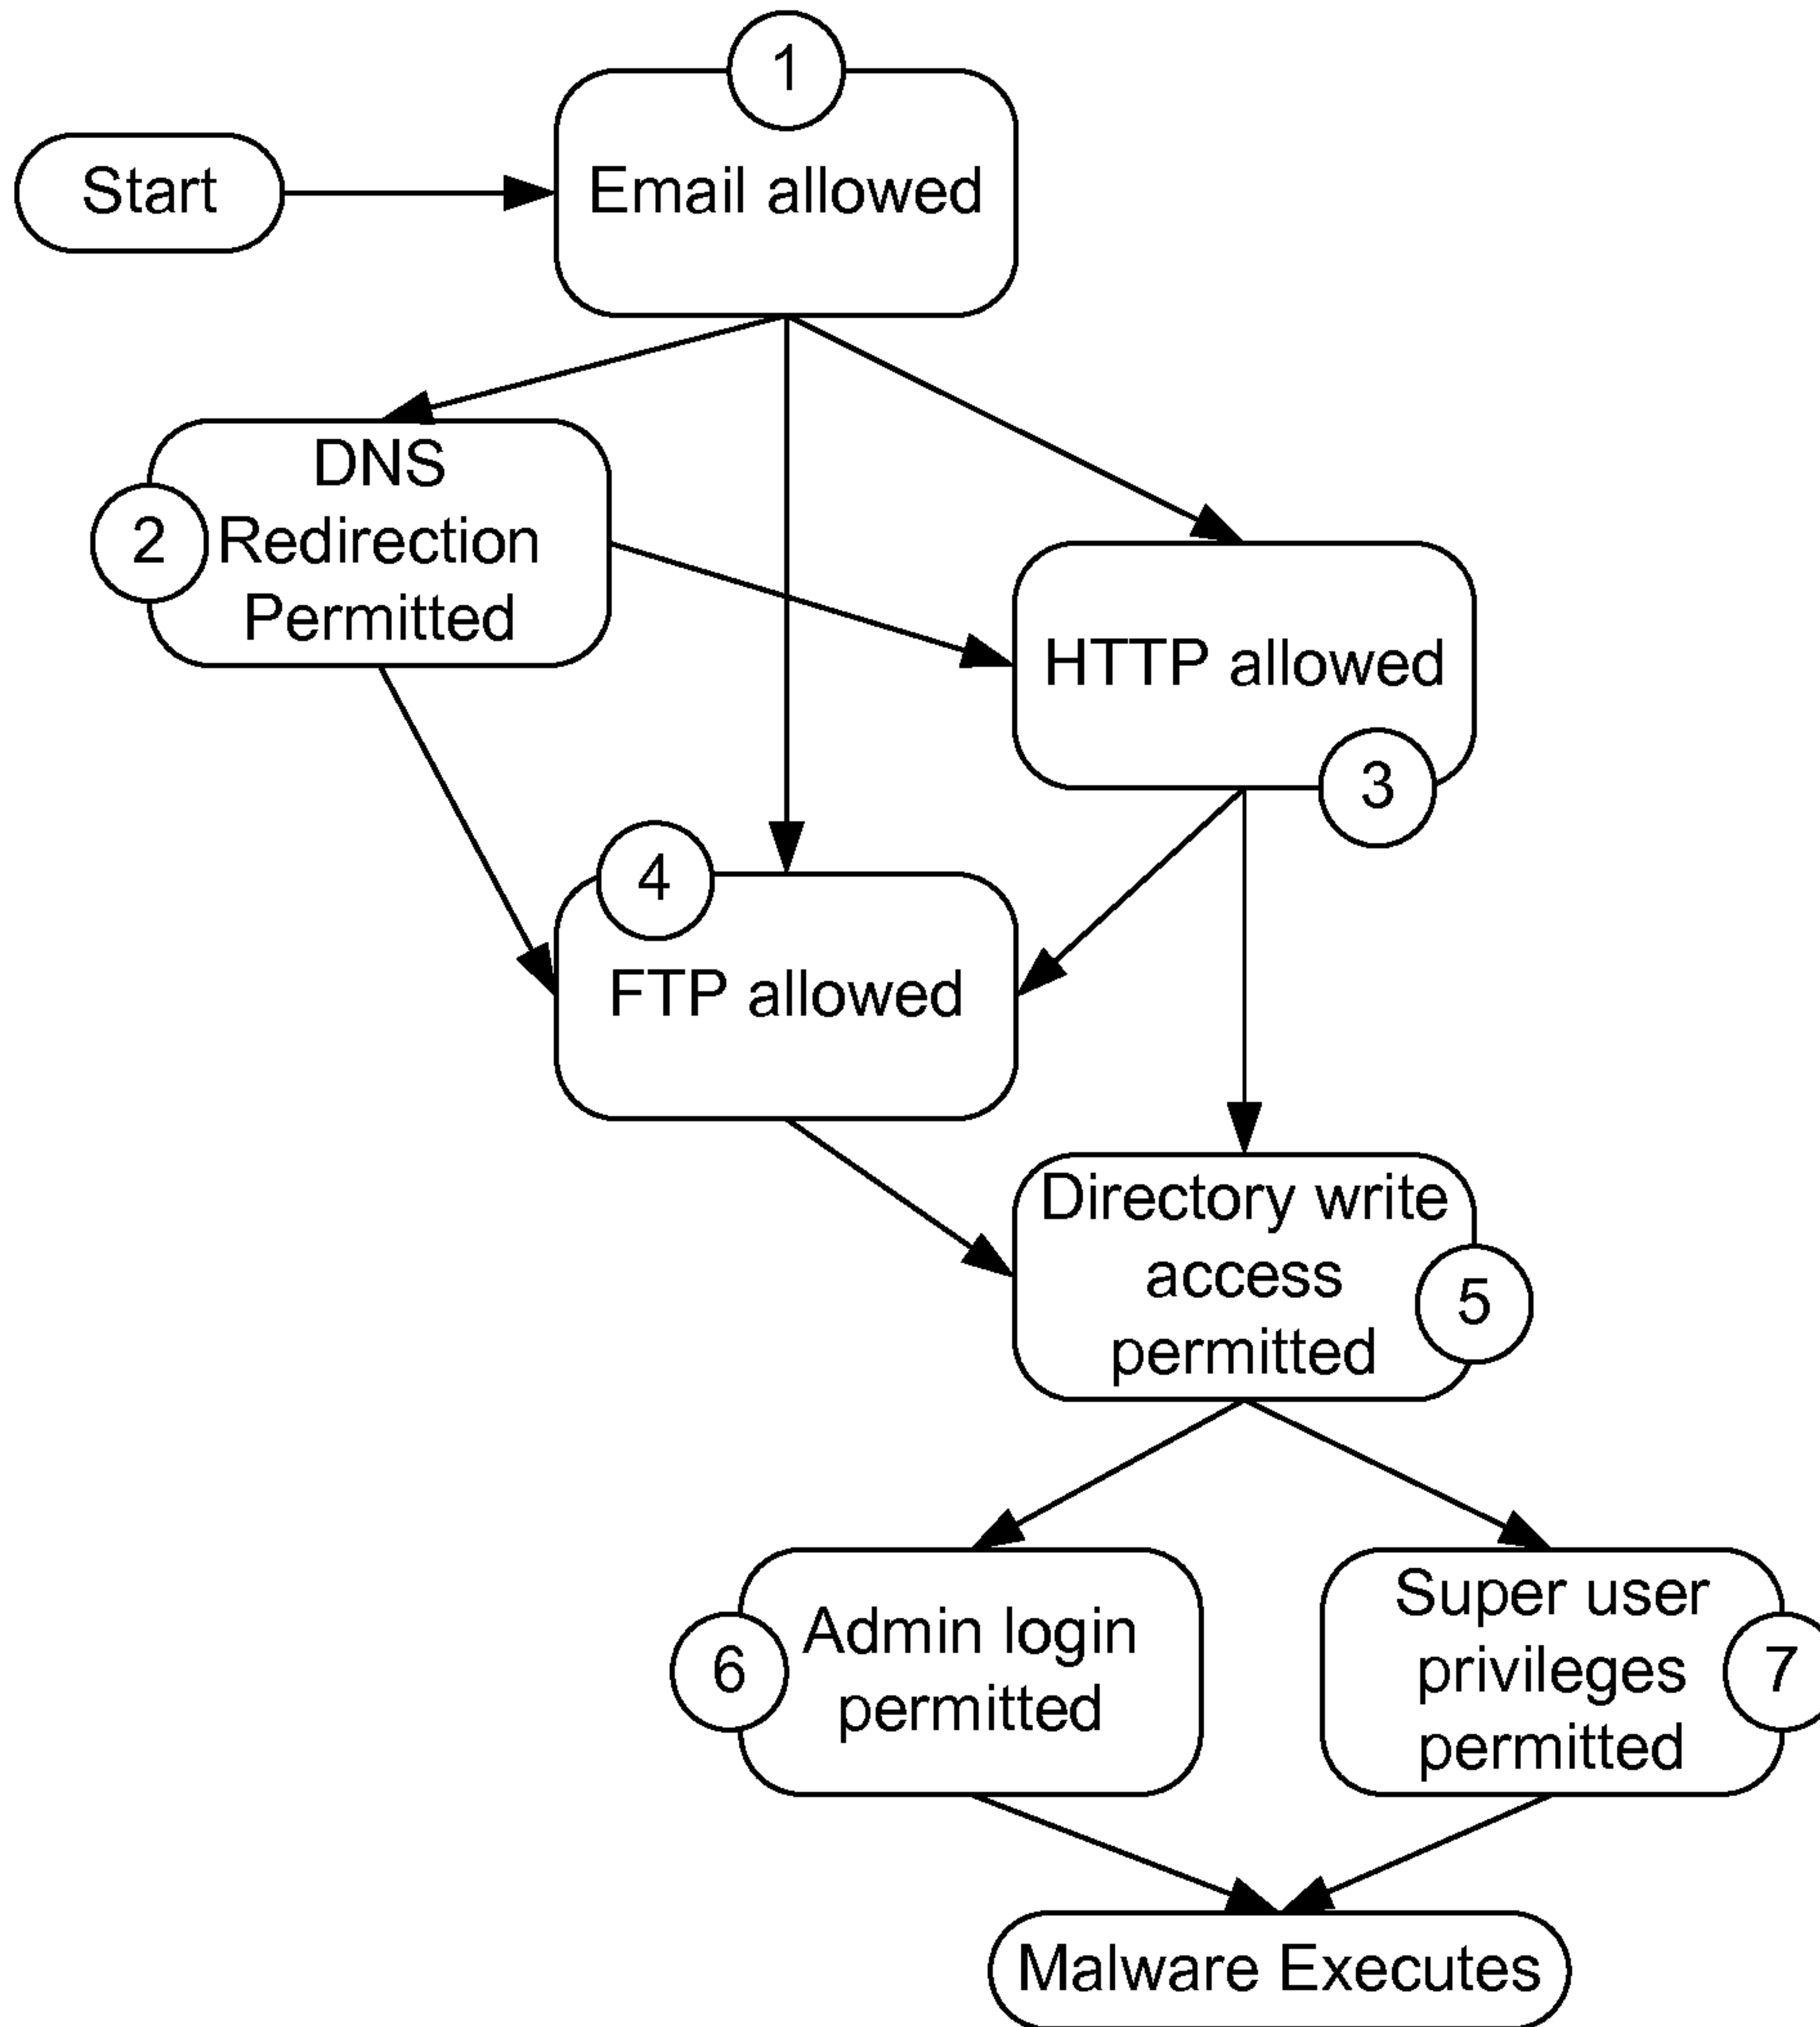 1
Start
Email allowed
DNS
2
Redirection
Permitted
HTTP allowed
3
4
FTP allowed
Directory write
access
5
permitted
Admin login
6
permitted
Super user
privileges
7
permitted
Malware Executes